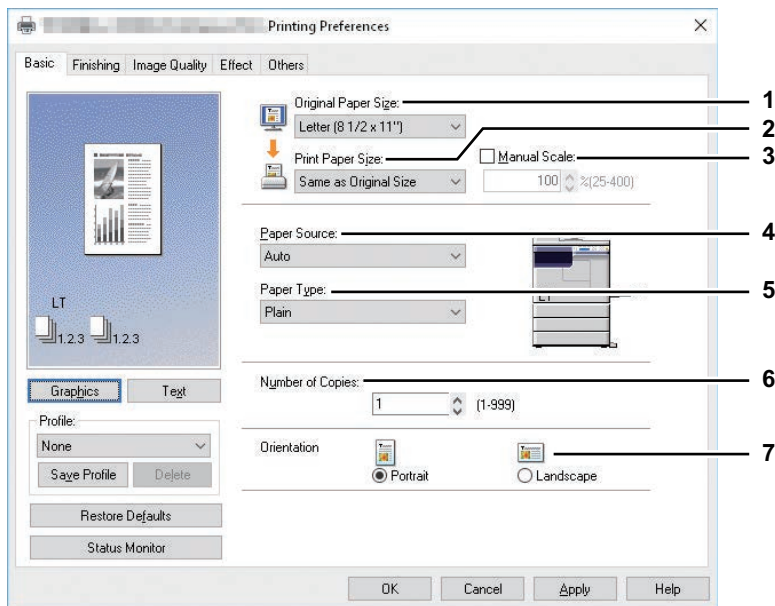 Printing Preferences
Basic Finishing Image Quality Effect Others
Original Paper Size:
Letter (8 1/2 x 11")
Print Paper Size:
Manual Scale:
Same as Original Size
100 %(25-400)
1
2
3
Paper Source:
Auto
4
Paper Type:
Plain
5
LT
LT
1.2.3 1.2.3
Graphics Text
Number of Copies:
1 (1-999)
6
Profile:
None
Save Profile Delete
Orientation
Portrait Landscape
7
Restore Defaults
Status Monitor
OK Cancel Apply Help